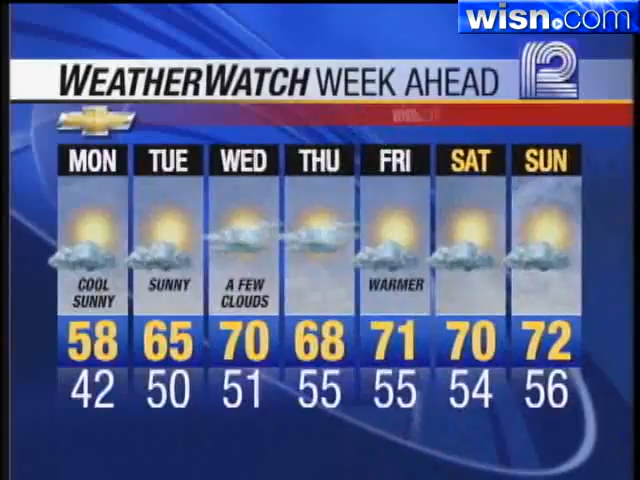 wisn.com
WEATHERWATCH WEEK AHEAD
12
MON TUE WED THU FRI SAT SUN
COOL SUNNY
SUNNY
A FEW CLOUDS
WARMER
58 65 70 68 71 70 72
42 50 51 55 55 54 56